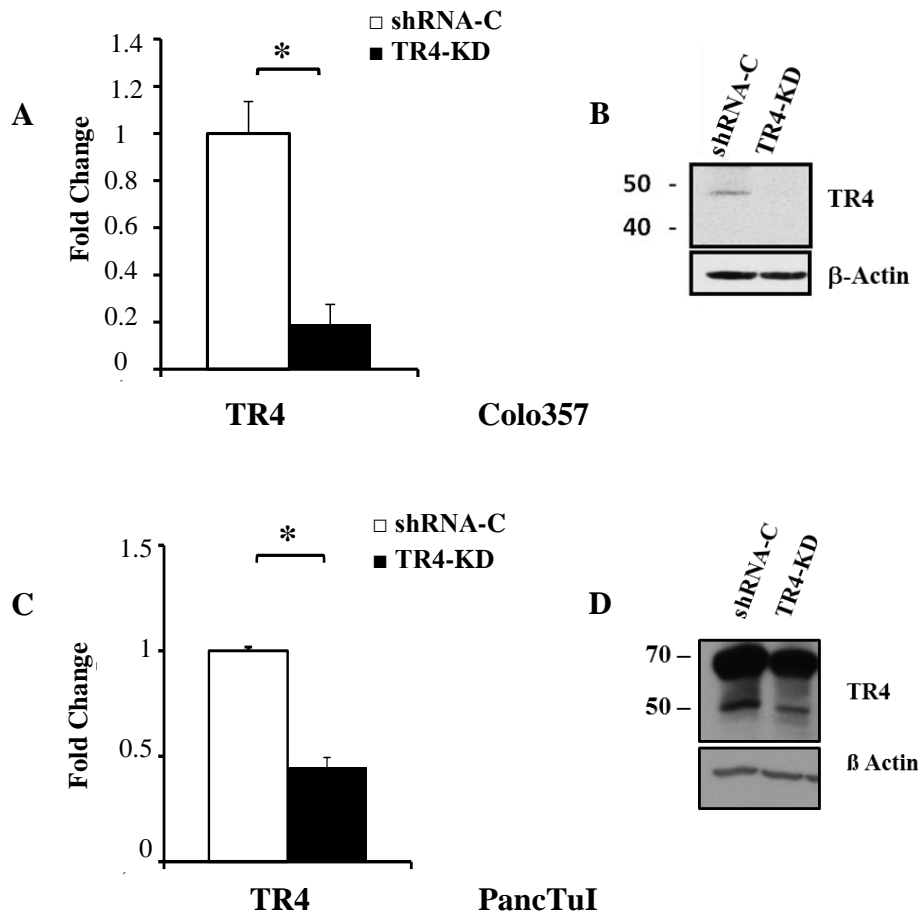 □ shRNA-C
■ TR4-KD
A
Fold Change
1.4
1.2
1
0.8
0.6
0.4
0.2
0
*
TR4
Colo357
B
shRNA-C
TR4-KD
50 -
40 -
TR4
β-Actin
□ shRNA-C
■ TR4-KD
C
Fold Change
1.5
1
0.5
0
*
TR4
PancTuI
D
shRNA-C
TR4-KD
70 –
50 –
TR4
ß Actin